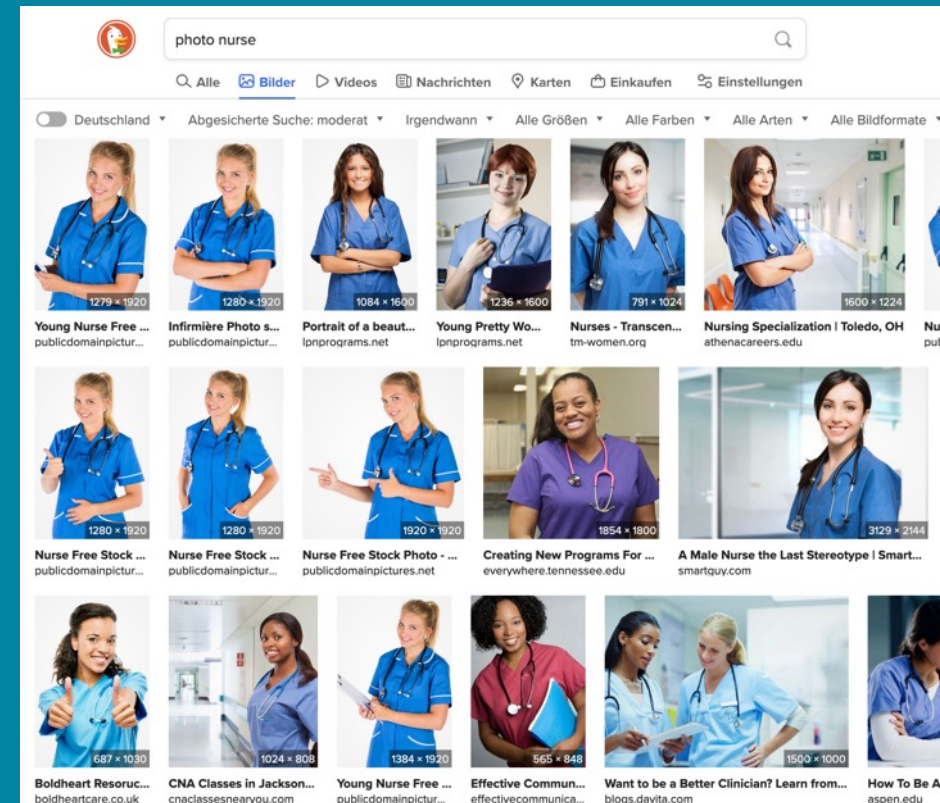 photo nurse
Alle Bilder Videos Nachrichten Karten Einkaufen Einstellungen
Deutschland Abgesicherte Suche: moderat Irgendwann Alle Größen Alle Farben Alle Arten Alle Bildformate
1279 × 1920 1280 × 1920 1084 × 1600 1236 × 1600 791 × 1024 1600 × 1224
Young Nurse Free ... Infirmière Photo s... Portrait of a beaut... Young Pretty Wo... Nurses - Transcen... Nursing Specialization | Toledo, OH Nu
publicdomainpictur... publicdomainpictur... lpnprograms.net lpnprograms.net tm-women.org athenacareers.edu pub
1280 × 1920 1280 × 1920 1920 × 1920 1854 × 1800 3129 × 2144
Nurse Free Stock ... Nurse Free Stock ... Nurse Free Stock Photo - ... Creating New Programs For ... A Male Nurse the Last Stereotype | Smart...
publicdomainpictur... publicdomainpictur... publicdomainpictures.net everywhere.tennessee.edu smartguy.com
687 × 1030 1024 × 808 1384 × 1920 565 × 848 1500 × 1000
Boldheart Resoruc... CNA Classes in Jackson... Young Nurse Free ... Effective Commun... Want to be a Better Clinician? Learn from... How To Be A
boldheartcare.co.uk cnaclassesnearyou.com publicdomainpictur... effectivecommunica... blogs.davita.com aspen.edu